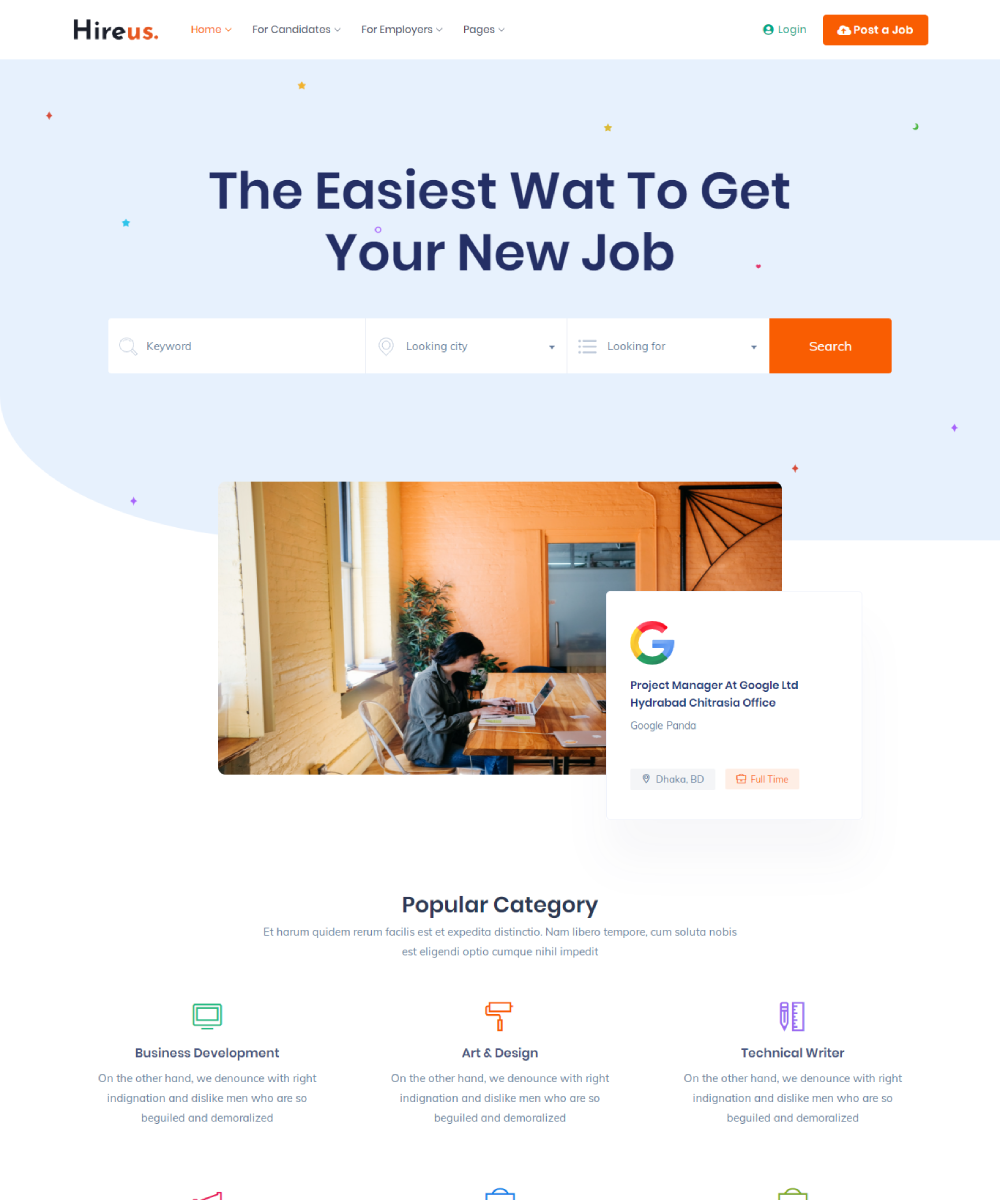 Hireus.
Home For Candidates For Employers Pages Login Post a Job
The Easiest Wat To Get
Your New Job
Keyword Looking city Looking for Search
Project Manager At Google Ltd
Hydrabad Chitrasia Office
Google Panda
Dhaka, BD Full Time
Popular Category
Et harum quidem rerum facilis est et expedita distinctio. Nam libero tempore, cum soluta nobis
est eligendi optio cumque nihil impedit
Business Development
On the other hand, we denounce with right
indignation and dislike men who are so
beguiled and demoralized
Art & Design
On the other hand, we denounce with right
indignation and dislike men who are so
beguiled and demoralized
Technical Writer
On the other hand, we denounce with right
indignation and dislike men who are so
beguiled and demoralized